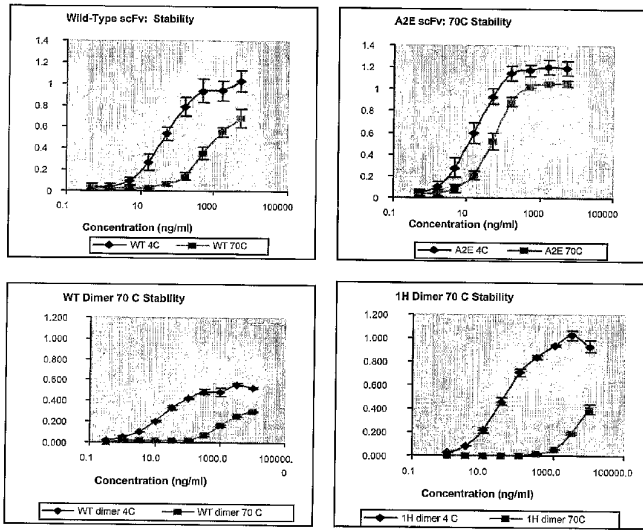 Wild-Type scFv: Stability
1.4
1.2
1
0.8
0.6
0.4
0.2
0
0.1
10
1000
100000
Concentration (ng/ml)
WT 4C
WT 70C
A2E scFv: 70C Stability
1.4
1.2
1
0.8
0.6
0.4
0.2
0
0.1
10
1000
100000
Concentration (ng/ml)
A2E 4C
A2E 70C
WT Dimer 70 C Stability
1.200
1.000
0.800
0.600
0.400
0.200
0.000
0.1
10.0
1000.0
100000.
0
Concentration (ng/ml)
WT dimer 4C
WT dimer 70 C
1H Dimer 70 C Stability
1.200
1.000
0.800
0.600
0.400
0.200
0.000
0.1
10.0
1000.0
100000.0
Concentration (ng/ml)
1H dimer 4 C
1H dimer 70C